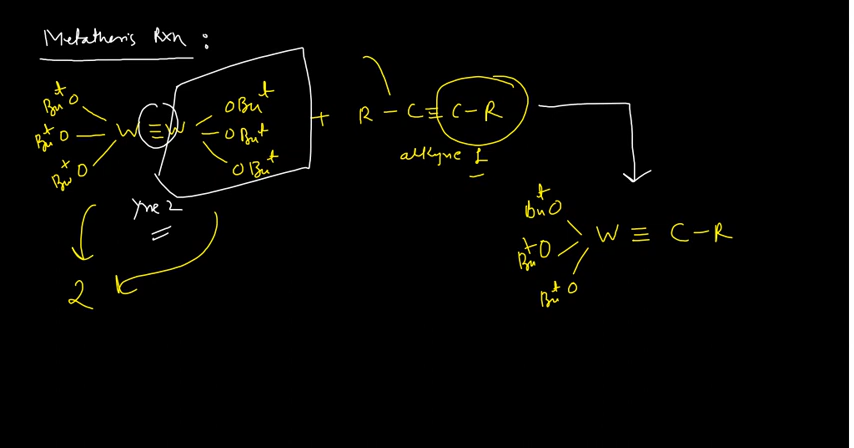 Metathesis Rxn :
BuᵗO
BuᵗO W ≡ W OBuᵗ
BuᵗO OBuᵗ
OBuᵗ
+ R – C ≡ C – R
alkyne 1
yne 2
2
BuᵗO
BuᵗO W ≡ C – R
BuᵗO